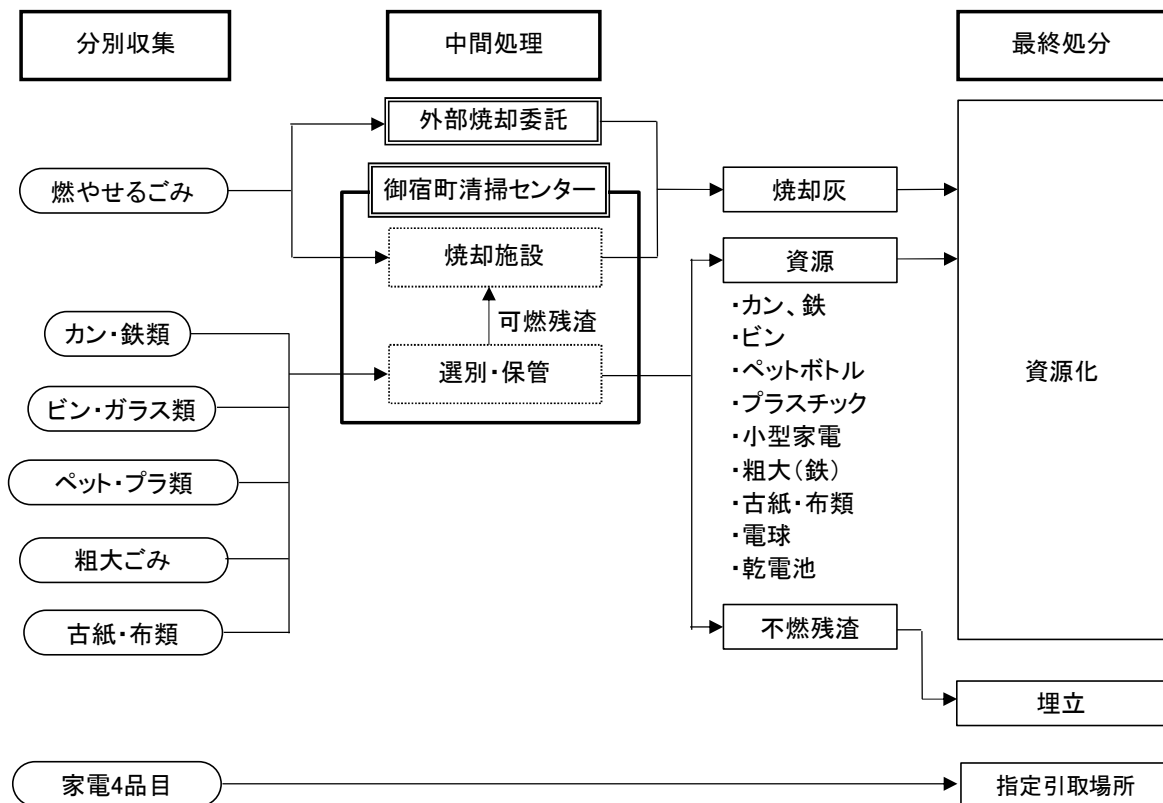 分別収集
中間処理
最終処分
外部焼却委託
燃やせるごみ
御宿町清掃センター
焼却灰
焼却施設
資源
可燃残渣
カン・鉄類
選別・保管
ビン・ガラス類
ペット・プラ類
粗大ごみ
古紙・布類
・カン、鉄
・ビン
・ペットボトル
・プラスチック
・小型家電
・粗大(鉄)
・古紙・布類
・電球
・乾電池
資源化
不燃残渣
埋立
家電4品目
指定引取場所